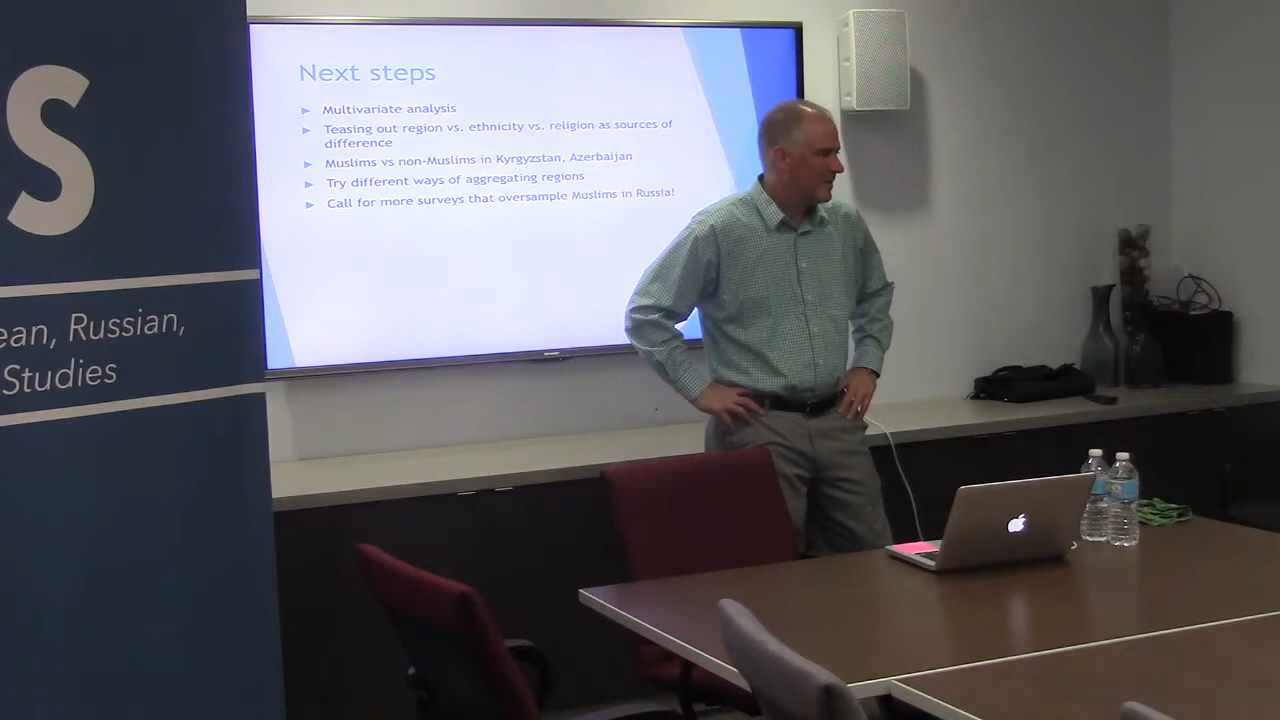 S
ean, Russian,
Studies
Next steps
Multivariate analysis
Teasing out region vs. ethnicity vs. religion as sources of
difference
Muslims vs non-Muslims in Kyrgyzstan, Azerbaijan
Try different ways of aggregating regions
Call for more surveys that oversample Muslims in Russia!